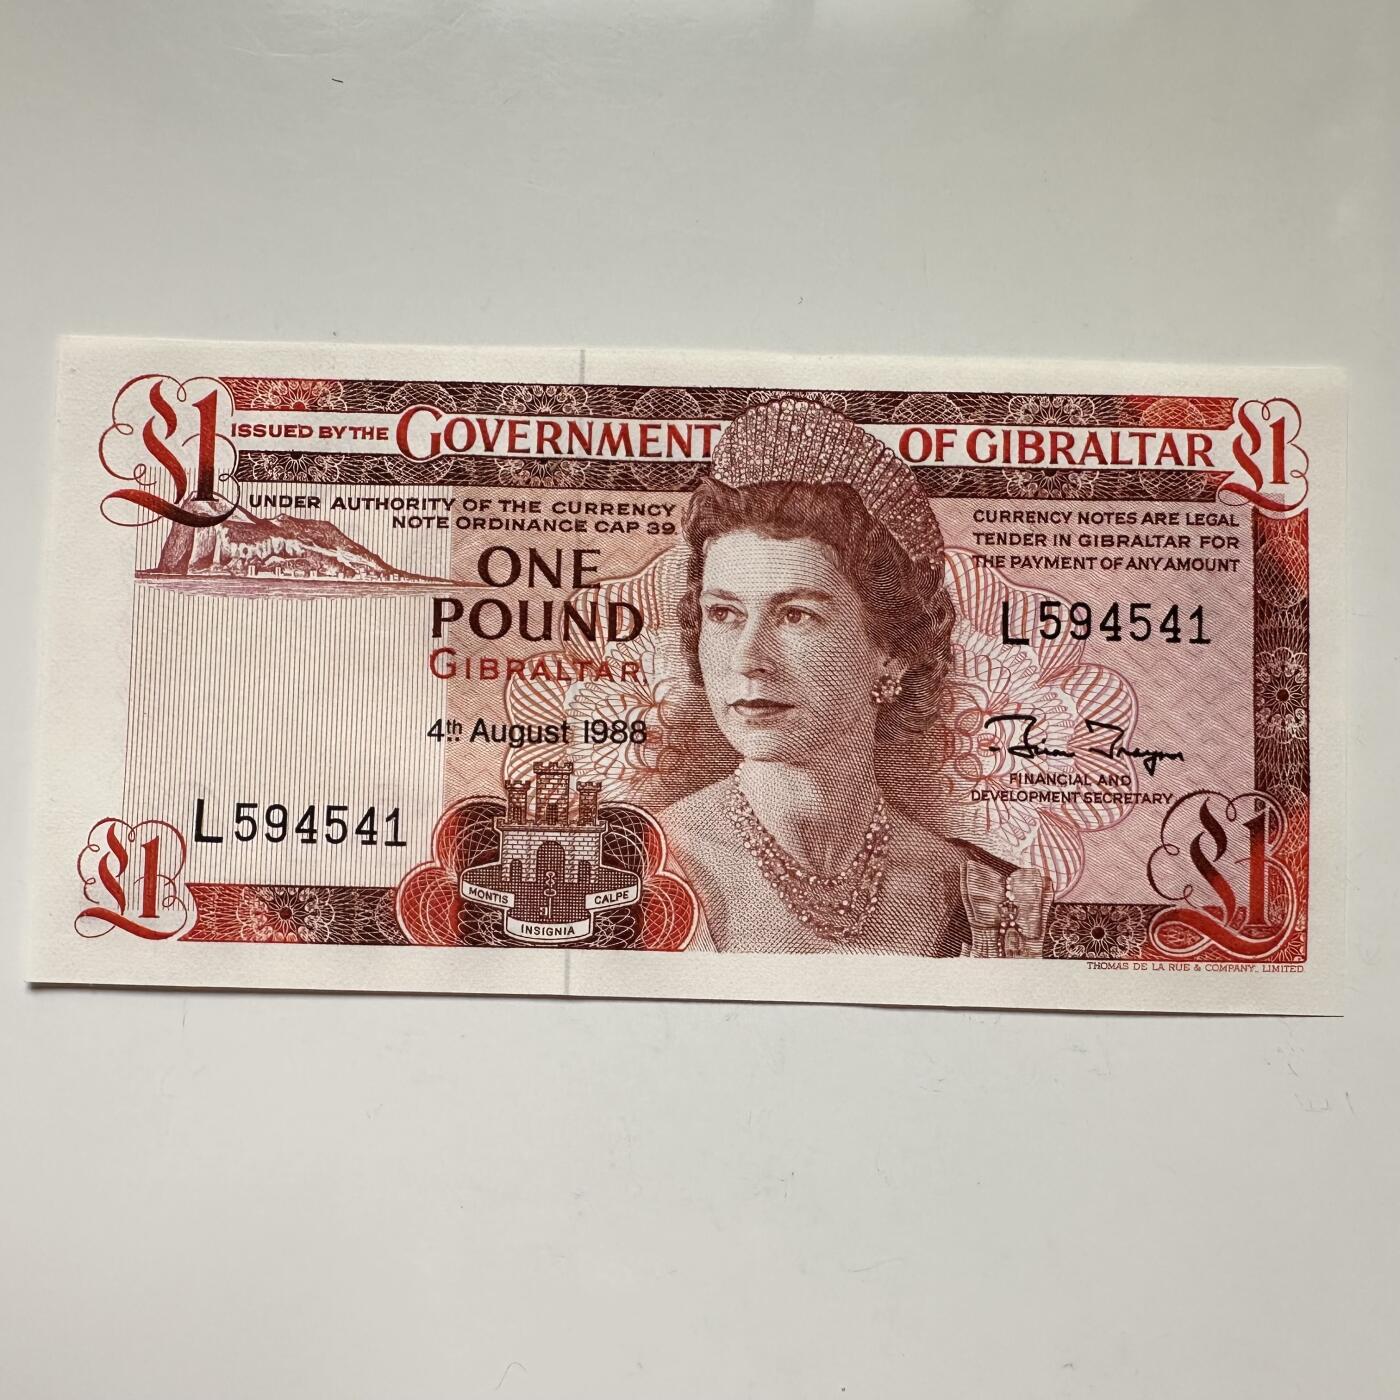 £1 ISSUED BY THE GOVERNMENT OF GIBRALTAR £1
UNDER AUTHORITY OF THE CURRENCY
NOTE ORDINANCE CAP 39.
ONE
POUND
GIBRALTAR
4th August 1988
L594541
£1
MONTIS INSIGNIA CALPE
CURRENCY NOTES ARE LEGAL
TENDER IN GIBRALTAR FOR
THE PAYMENT OF ANY AMOUNT
L594541
FINANCIAL AND
DEVELOPMENT SECRETARY
£1
THOMAS DE LA RUE & COMPANY, LIMITED.